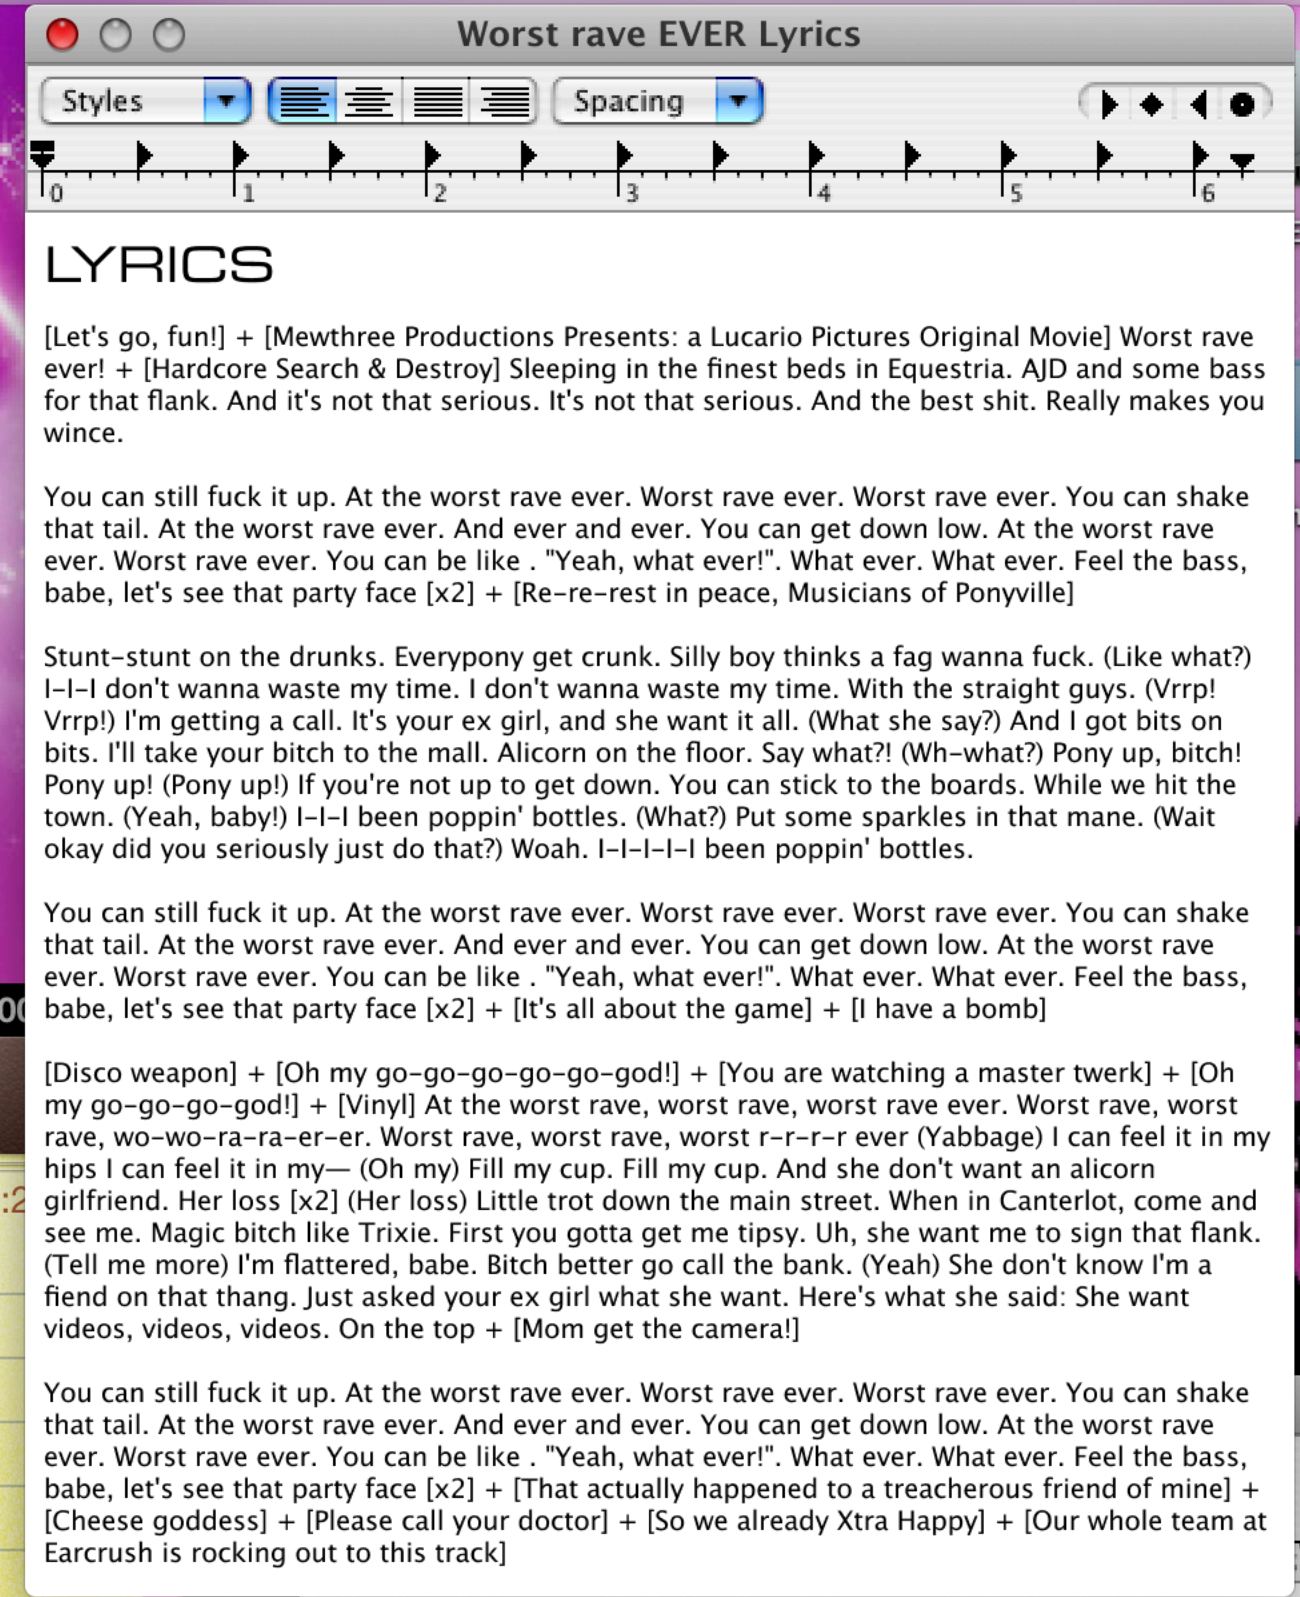 Worst rave EVER Lyrics
Styles
Spacing
0 1 2 3 4 5 6
LYRICS
[Let's go, fun!] + [Mewthree Productions Presents: a Lucario Pictures Original Movie] Worst rave
ever! + [Hardcore Search & Destroy] Sleeping in the finest beds in Equestria. AJD and some bass
for that flank. And it's not that serious. It's not that serious. And the best shit. Really makes you
wince.
You can still fuck it up. At the worst rave ever. Worst rave ever. Worst rave ever. You can shake
that tail. At the worst rave ever. And ever and ever. You can get down low. At the worst rave
ever. Worst rave ever. You can be like . "Yeah, what ever!". What ever. What ever. Feel the bass,
babe, let's see that party face [x2] + [Re-re-rest in peace, Musicians of Ponyville]
Stunt-stunt on the drunks. Everypony get crunk. Silly boy thinks a fag wanna fuck. (Like what?)
I-I-I don't wanna waste my time. I don't wanna waste my time. With the straight guys. (Vrrp!
Vrrp!) I'm getting a call. It's your ex girl, and she want it all. (What she say?) And I got bits on
bits. I'll take your bitch to the mall. Alicorn on the floor. Say what?! (Wh-what?) Pony up, bitch!
Pony up! (Pony up!) If you're not up to get down. You can stick to the boards. While we hit the
town. (Yeah, baby!) I-I-I been poppin' bottles. (What?) Put some sparkles in that mane. (Wait
okay did you seriously just do that?) Woah. I-I-I-I-I been poppin' bottles.
You can still fuck it up. At the worst rave ever. Worst rave ever. Worst rave ever. You can shake
that tail. At the worst rave ever. And ever and ever. You can get down low. At the worst rave
ever. Worst rave ever. You can be like . "Yeah, what ever!". What ever. What ever. Feel the bass,
babe, let's see that party face [x2] + [It's all about the game] + [I have a bomb]
[Disco weapon] + [Oh my go-go-go-go-go-god!] + [You are watching a master twerk] + [Oh
my go-go-go-god!] + [Vinyl] At the worst rave, worst rave, worst rave ever. Worst rave, worst
rave, wo-wo-ra-ra-er-er. Worst rave, worst rave, worst r-r-r-r ever (Yabbage) I can feel it in my
hips I can feel it in my— (Oh my) Fill my cup. Fill my cup. And she don't want an alicorn
girlfriend. Her loss [x2] (Her loss) Little trot down the main street. When in Canterlot, come and
see me. Magic bitch like Trixie. First you gotta get me tipsy. Uh, she want me to sign that flank.
(Tell me more) I'm flattered, babe. Bitch better go call the bank. (Yeah) She don't know I'm a
fiend on that thang. Just asked your ex girl what she want. Here's what she said: She want
videos, videos, videos. On the top + [Mom get the camera!]
You can still fuck it up. At the worst rave ever. Worst rave ever. Worst rave ever. You can shake
that tail. At the worst rave ever. And ever and ever. You can get down low. At the worst rave
ever. Worst rave ever. You can be like . "Yeah, what ever!". What ever. What ever. Feel the bass,
babe, let's see that party face [x2] + [That actually happened to a treacherous friend of mine] +
[Cheese goddess] + [Please call your doctor] + [So we already Xtra Happy] + [Our whole team at
Earcrush is rocking out to this track]